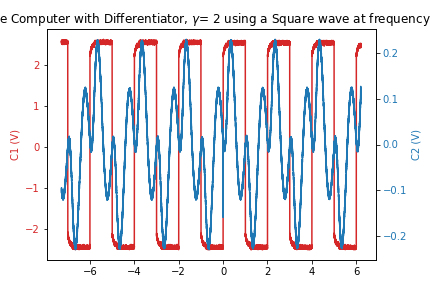 e Computer with Differentiator, γ= 2 using a Square wave at frequency
2
1
0
−1
−2
C1 (V)
0.2
0.1
0.0
−0.1
−0.2
C2 (V)
−6 −4 −2 0 2 4 6